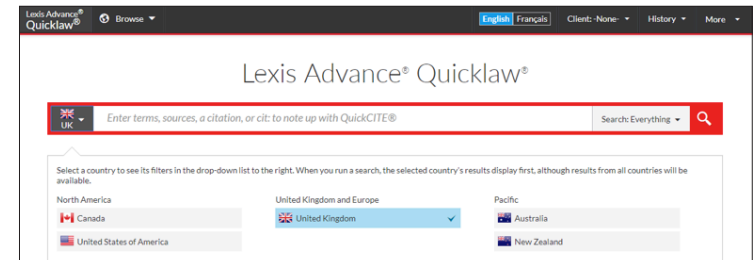 Lexis Advance®
Quicklaw®
Browse
English Français
Client: -None-
History
More
Lexis Advance® Quicklaw®
UK
Enter terms, sources, a citation, or cit: to note up with QuickCITE®
Search: Everything
Select a country to see its filters in the drop-down list to the right. When you run a search, the selected country's results display first, although results from all countries will be
available.
North America
United Kingdom and Europe
Pacific
Canada
United Kingdom
Australia
United States of America
New Zealand